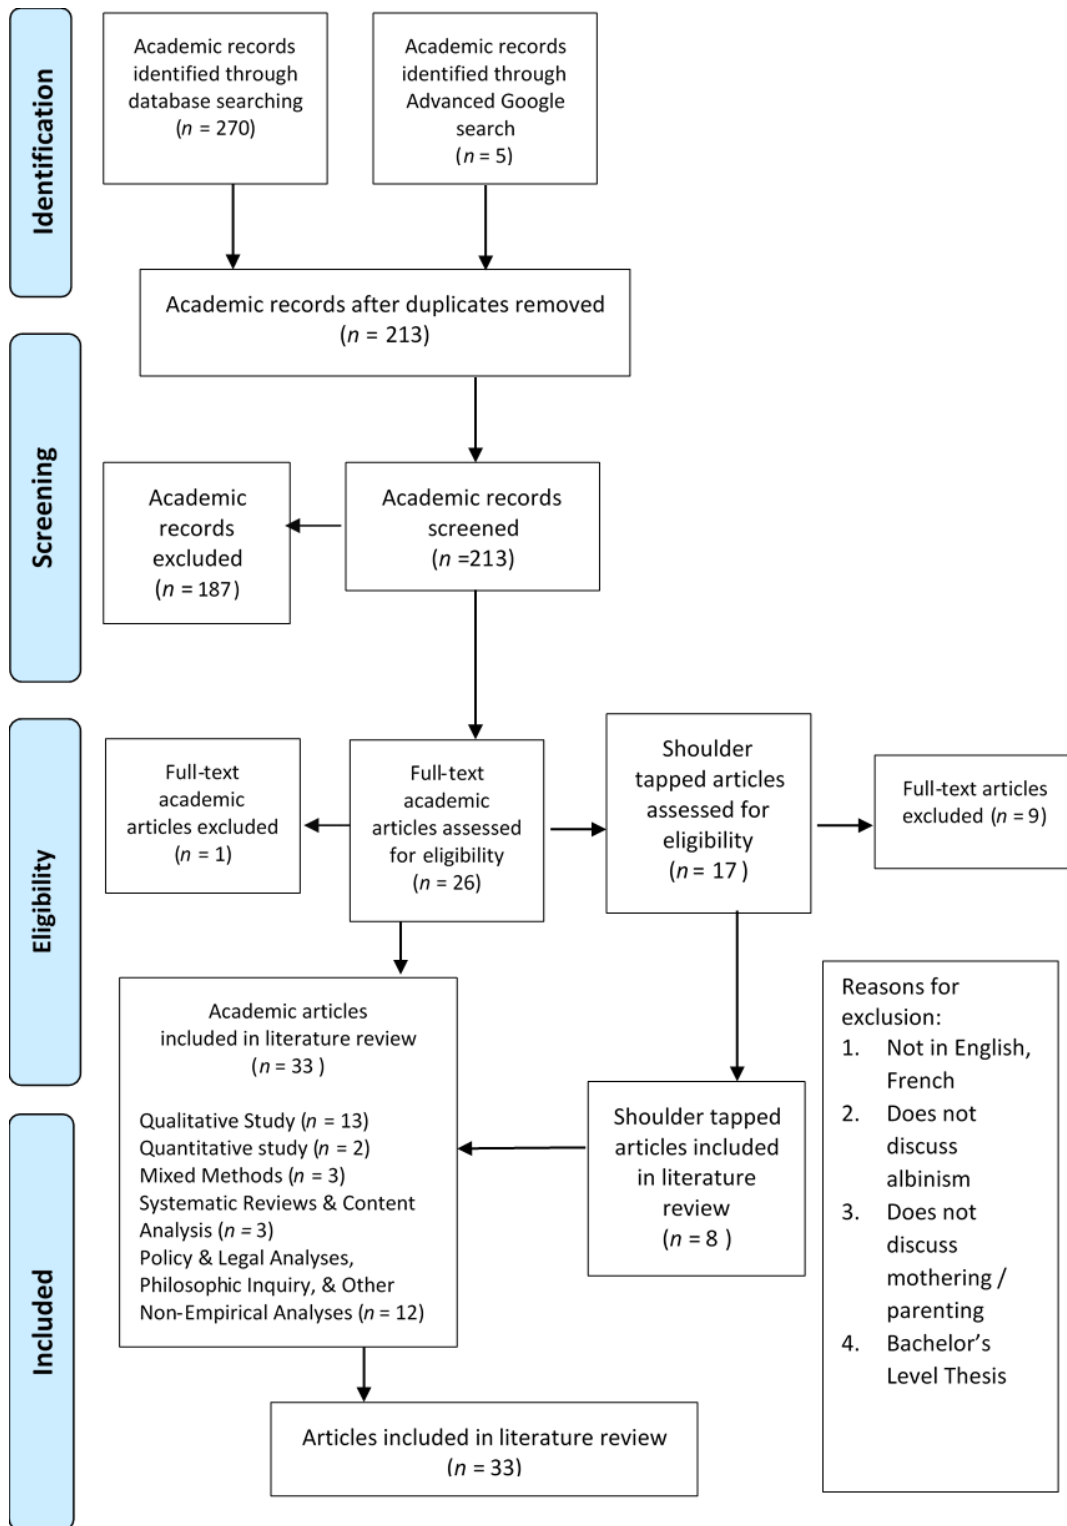 Identification
Academic records
identified through
database searching
(n = 270)
Academic records
identified through
Advanced Google
search
(n = 5)
Academic records after duplicates removed
(n = 213)
Screening
Academic
records
excluded
(n = 187)
Academic records
screened
(n =213)
Eligibility
Full-text
academic
articles excluded
(n = 1)
Full-text
academic
articles assessed
for eligibility
(n = 26)
Shoulder
tapped articles
assessed for
eligibility
(n = 17 )
Full-text articles
excluded (n = 9)
Academic articles
included in literature review
(n = 33 )
Qualitative Study (n = 13)
Quantitative study (n = 2)
Mixed Methods (n = 3)
Systematic Reviews & Content
Analysis (n = 3)
Policy & Legal Analyses,
Philosophic Inquiry, & Other
Non-Empirical Analyses (n = 12)
Shoulder tapped
articles included
in literature
review
(n = 8 )
Reasons for
exclusion:
1. Not in English,
French
2. Does not
discuss
albinism
3. Does not
discuss
mothering /
parenting
4. Bachelor’s
Level Thesis
Included
Articles included in literature review
(n = 33)